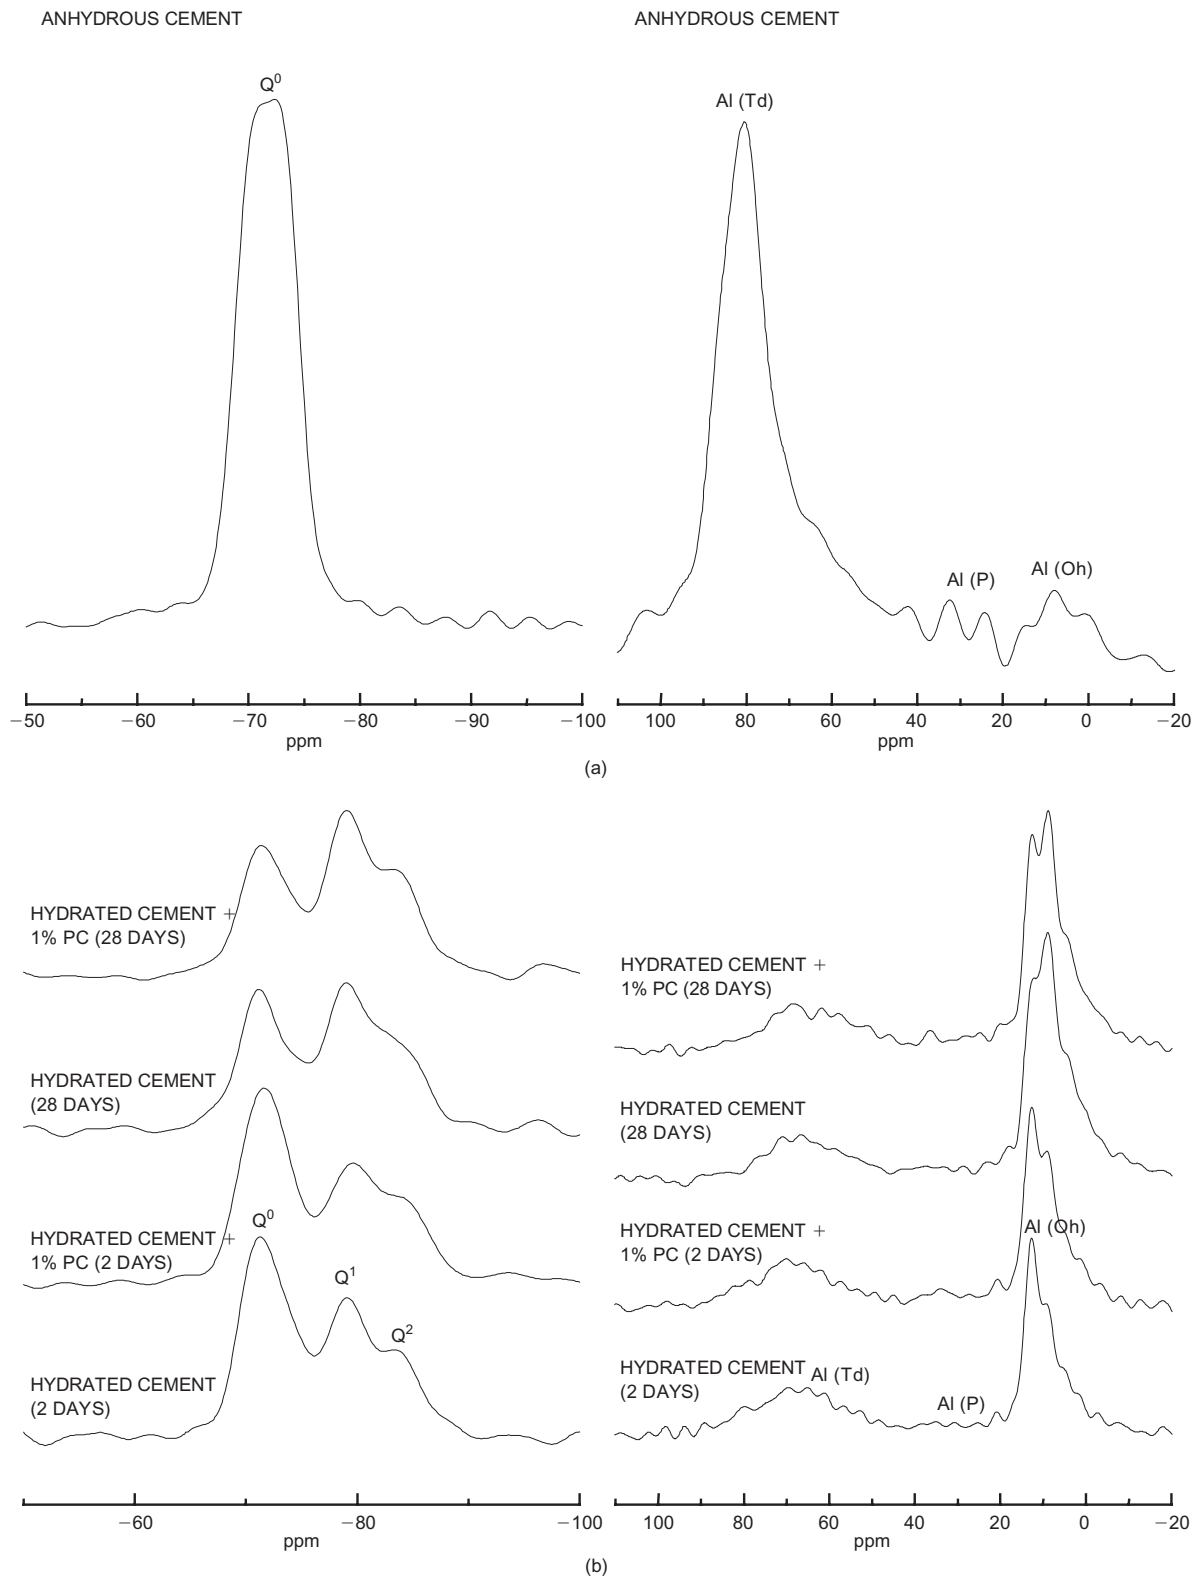 ANHYDROUS CEMENT
Q⁰
−50 −60 −70 −80 −90 −100
ppm
ANHYDROUS CEMENT
Al (Td)
Al (P)
Al (Oh)
100 80 60 40 20 0 −20
ppm
(a)
HYDRATED CEMENT +
1% PC (28 DAYS)
HYDRATED CEMENT
(28 DAYS)
HYDRATED CEMENT +
1% PC (2 DAYS)
Q⁰
Q¹
Q²
HYDRATED CEMENT
(2 DAYS)
−60 −80 −100
ppm
HYDRATED CEMENT +
1% PC (28 DAYS)
HYDRATED CEMENT
(28 DAYS)
HYDRATED CEMENT +
1% PC (2 DAYS)
Al (Oh)
HYDRATED CEMENT
(2 DAYS)
Al (Td)
Al (P)
100 80 60 40 20 0 −20
ppm
(b)